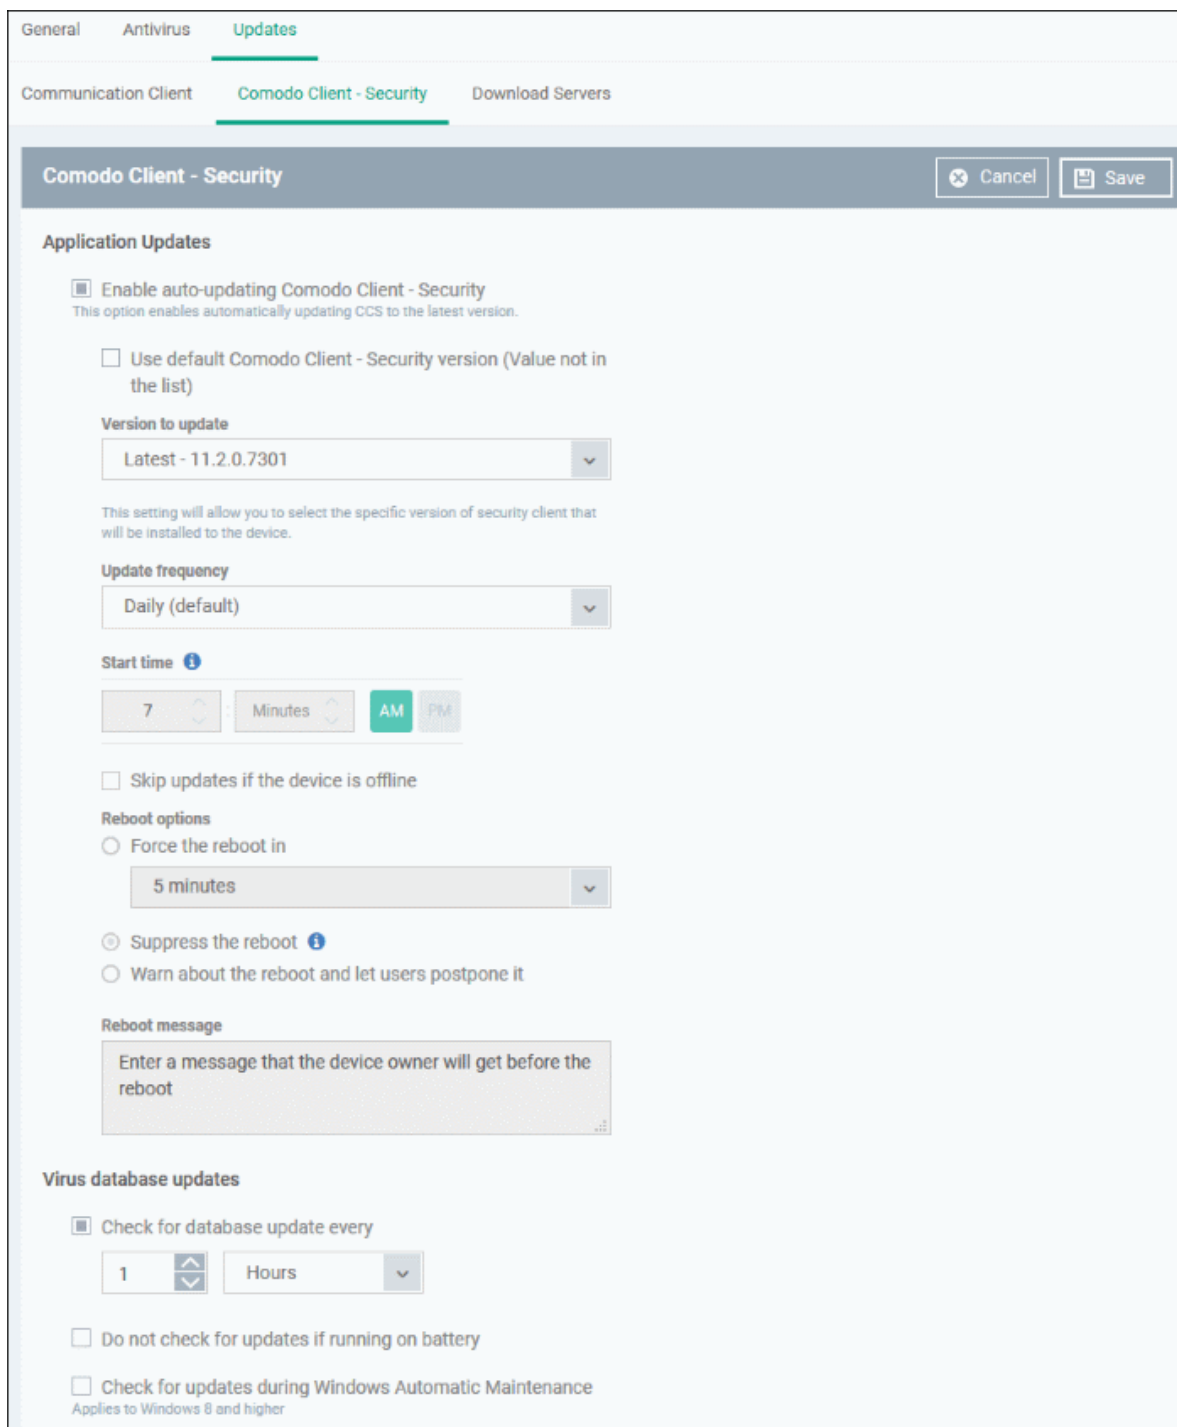 General Antivirus Updates
Communication Client Comodo Client - Security Download Servers
Comodo Client - Security Cancel Save
Application Updates
Enable auto-updating Comodo Client - Security
This option enables automatically updating CCS to the latest version.
Use default Comodo Client - Security version (Value not in
the list)
Version to update
Latest - 11.2.0.7301
This setting will allow you to select the specific version of security client that
will be installed to the device.
Update frequency
Daily (default)
Start time
7 : Minutes AM PM
Skip updates if the device is offline
Reboot options
Force the reboot in
5 minutes
Suppress the reboot
Warn about the reboot and let users postpone it
Reboot message
Enter a message that the device owner will get before the
reboot
Virus database updates
Check for database update every
1 Hours
Do not check for updates if running on battery
Check for updates during Windows Automatic Maintenance
Applies to Windows 8 and higher